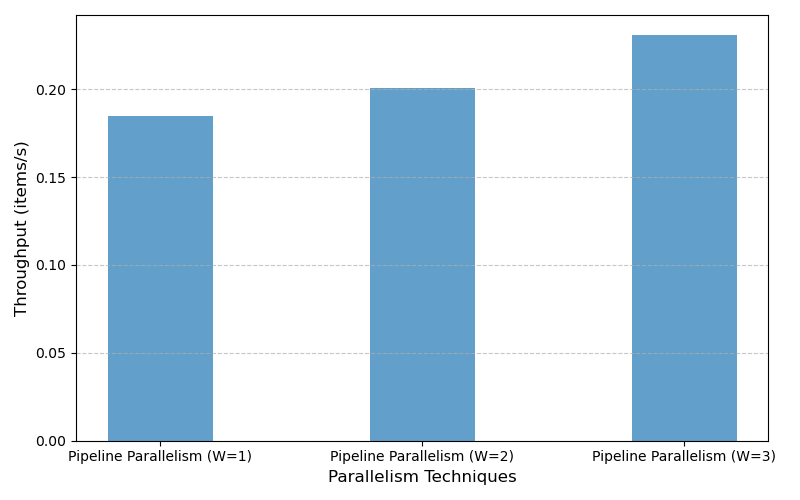 Throughput (items/s)
0.20
0.15
0.10
0.05
0.00
Pipeline Parallelism (W=1)
Pipeline Parallelism (W=2)
Pipeline Parallelism (W=3)
Parallelism Techniques